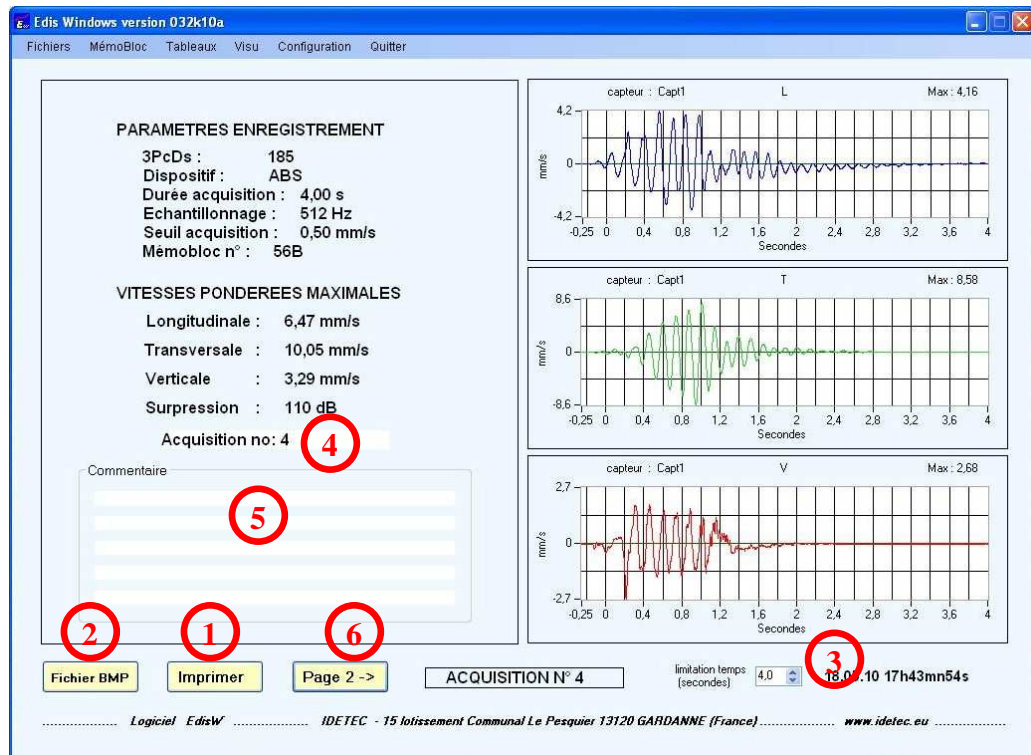 Edis Windows version 032k10a
Fichiers MémoBloc Tableaux Visu Configuration Quitter
PARAMETRES ENREGISTREMENT
3PcDs : 185
Dispositif : ABS
Durée acquisition : 4,00 s
Echantillonnage : 512 Hz
Seuil acquisition : 0,50 mm/s
Mémobloc n° : 56B
VITESSES PONDEREES MAXIMALES
Longitudinale : 6,47 mm/s
Transversale : 10,05 mm/s
Verticale : 3,29 mm/s
Surpression : 110 dB
Acquisition no: 4
4
Commentaire
5
capteur : Capt1 L Max : 4,16
4,2
0
-4,2
mm/s
-0,25 0 0,4 0,8 1,2 1,6 2 2,4 2,8 3,2 3,6 4
Secondes
capteur : Capt1 T Max : 8,58
8,6
0
-8,6
mm/s
-0,25 0 0,4 0,8 1,2 1,6 2 2,4 2,8 3,2 3,6 4
Secondes
capteur : Capt1 V Max : 2,68
2,7
0
-2,7
mm/s
-0,25 0 0,4 0,8 1,2 1,6 2 2,4 2,8 3,2 3,6 4
Secondes
2 1 6 3
Fichier BMP Imprimer Page 2 -> ACQUISITION N° 4
limitation temps
(secondes)
4,0
10 17h43mn54s
Logiciel EdisW IDETEC - 15 lotissement Communal Le Pesquier 13120 GARDANNE (France) www.idetec.eu